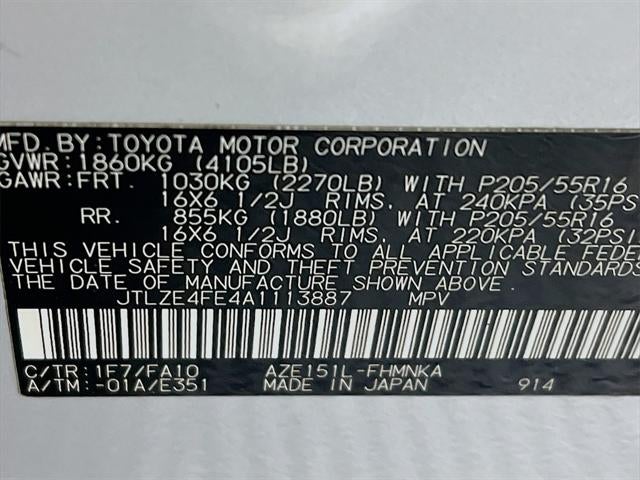 MFD. BY: TOYOTA MOTOR CORPORATION
GVWR: 1860KG (4105LB)
GAWR: FRT. 1030KG (2270LB) WITH P205/55R16
16X6 1/2J RIMS, AT 240KPA (35PS
RR. 855KG (1880LB) WITH P205/55R16
16X6 1/2J RIMS, AT 220KPA (32PSI
THIS VEHICLE CONFORMS TO ALL APPLICABLE FEDE
VEHICLE SAFETY AND THEFT PREVENTION STANDARDS
THE DATE OF MANUFACTURE SHOWN ABOVE.
JTLZE4FE4A1113887 MPV
C/TR: 1F7/FA10 AZE151L-FHMNKA
A/TM: -01A/E351 MADE IN JAPAN 914